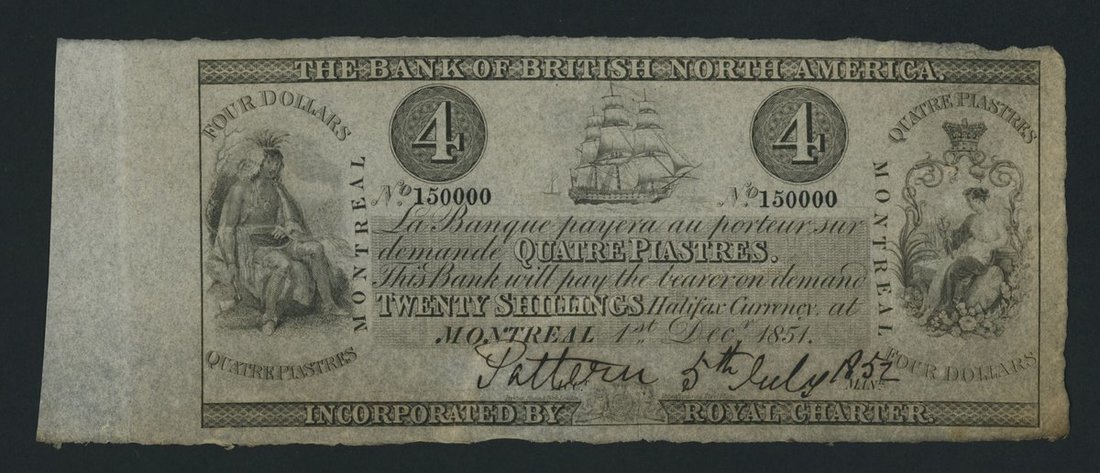 THE BANK OF BRITISH NORTH AMERICA.
FOUR DOLLARS
4
4
QUATRE PIASTRES
MONTREAL
MONTREAL
No. 150000
No. 150000
La Banque payera au porteur sur
demande QUATRE PIASTRES.
This Bank will pay the bearer on demand
TWENTY SHILINGS Halifax Currency, at
MONTREAL 1st Decr 1851.
QUATRE PIASTRES
Pattern 5th July 1852
FOUR DOLLARS
INCORPORATED BY ROYAL CHARTER.